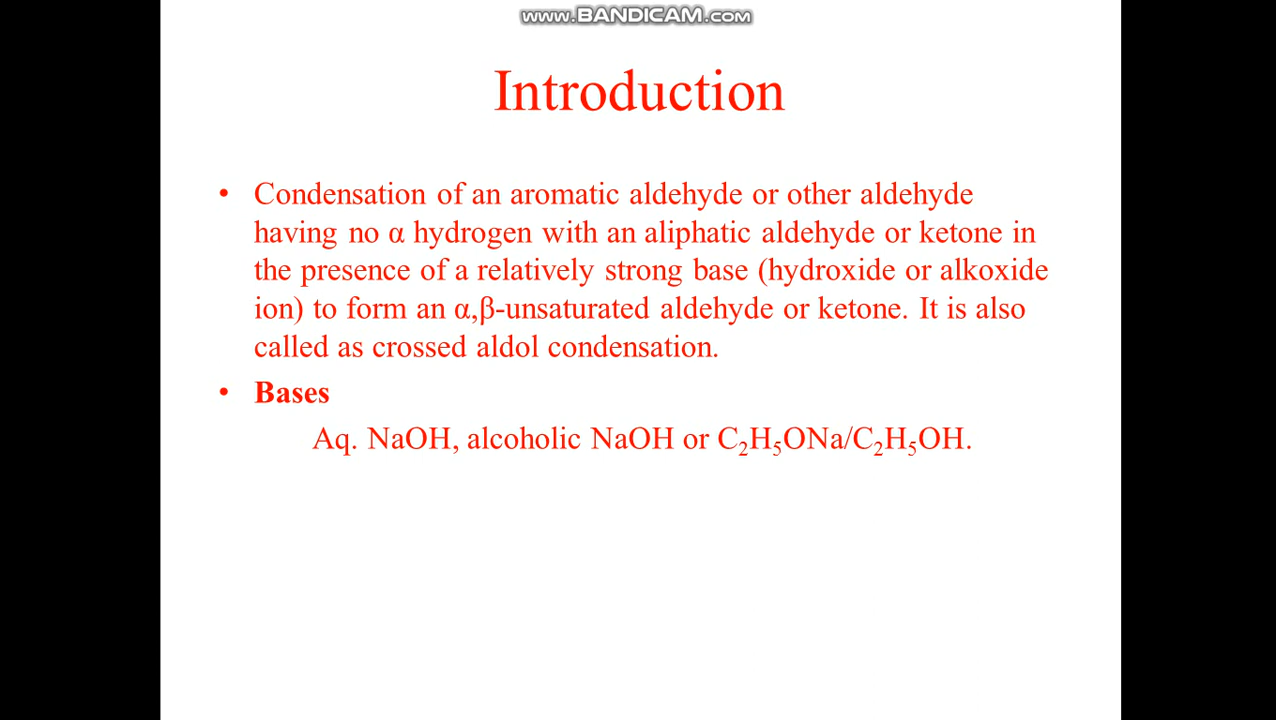 www.BANDICAM.com
Introduction
• Condensation of an aromatic aldehyde or other aldehyde
having no α hydrogen with an aliphatic aldehyde or ketone in
the presence of a relatively strong base (hydroxide or alkoxide
ion) to form an α,β-unsaturated aldehyde or ketone. It is also
called as crossed aldol condensation.
• Bases
Aq. NaOH, alcoholic NaOH or C₂H₅ONa/C₂H₅OH.